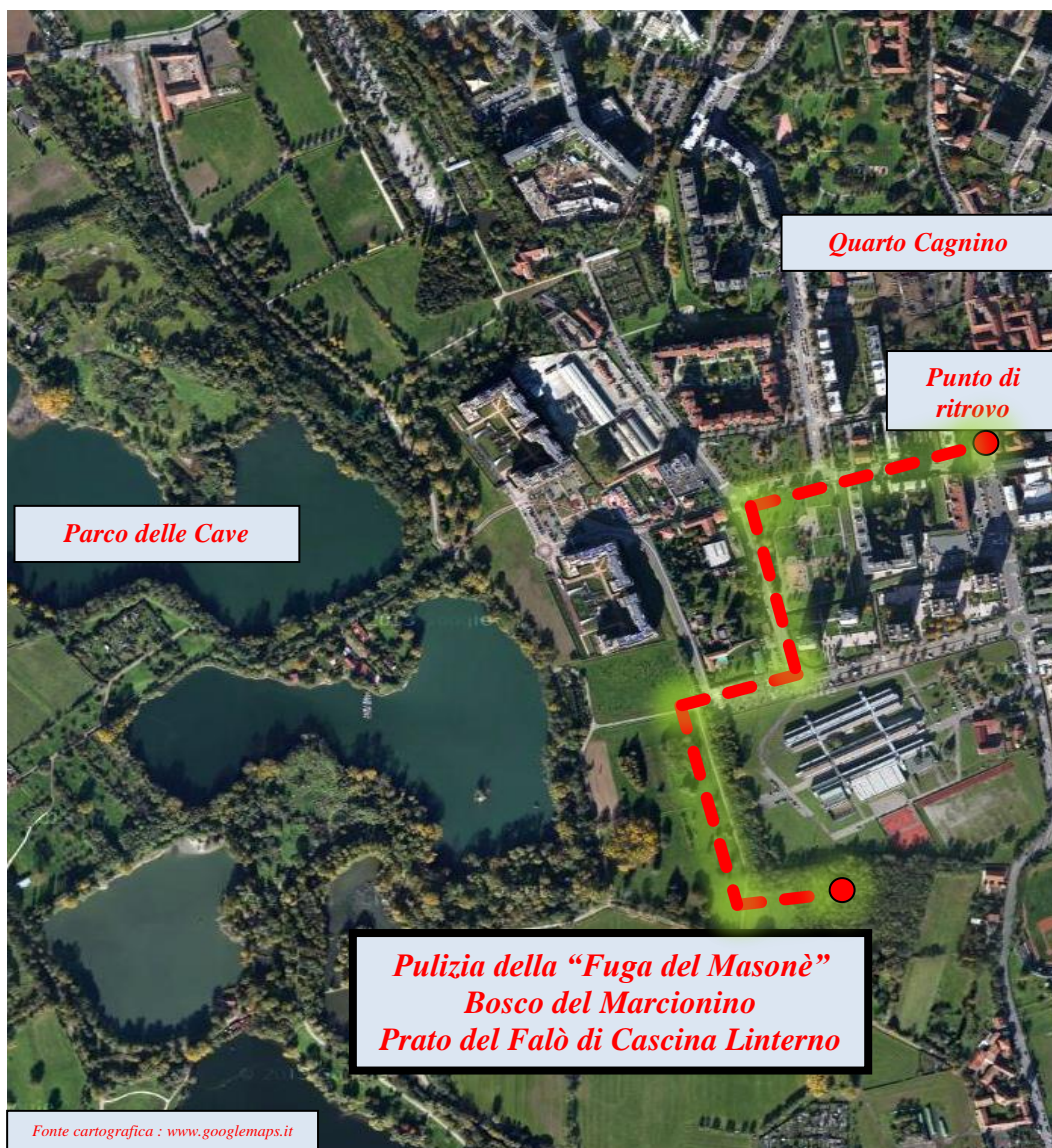 Quarto Cagnino
Punto di
ritrovo
Parco delle Cave
Pulizia della “Fuga del Masonè”
Bosco del Marcionino
Prato del Falò di Cascina Linterno
Fonte cartografica : www.googlemaps.it